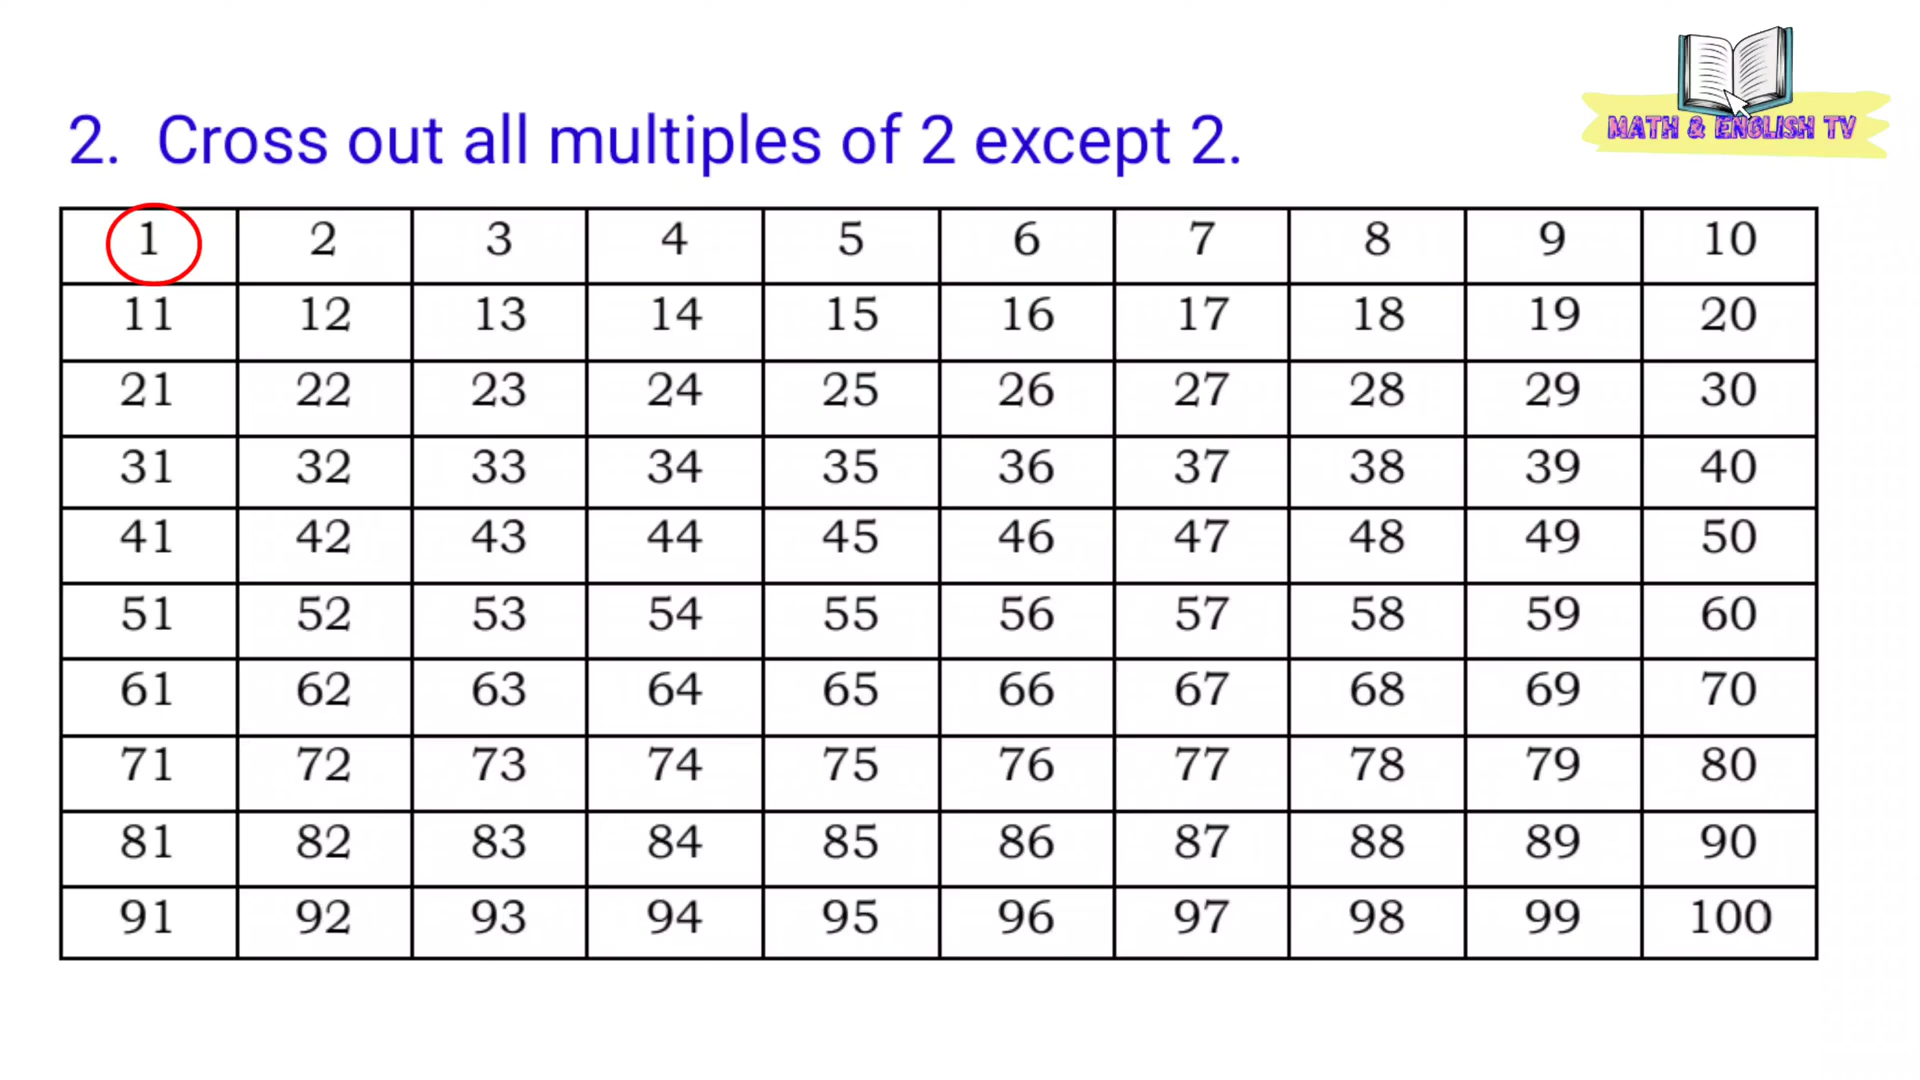 MATH & ENGLISH TV
2. Cross out all multiples of 2 except 2.
1 2 3 4 5 6 7 8 9 10
11 12 13 14 15 16 17 18 19 20
21 22 23 24 25 26 27 28 29 30
31 32 33 34 35 36 37 38 39 40
41 42 43 44 45 46 47 48 49 50
51 52 53 54 55 56 57 58 59 60
61 62 63 64 65 66 67 68 69 70
71 72 73 74 75 76 77 78 79 80
81 82 83 84 85 86 87 88 89 90
91 92 93 94 95 96 97 98 99 100